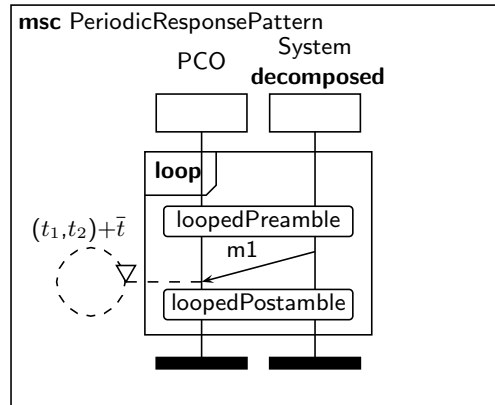 msc PeriodicResponsePattern
System
PCO
decomposed
loop
loopedPreamble
(t₁,t₂)+t̄
m1
loopedPostamble